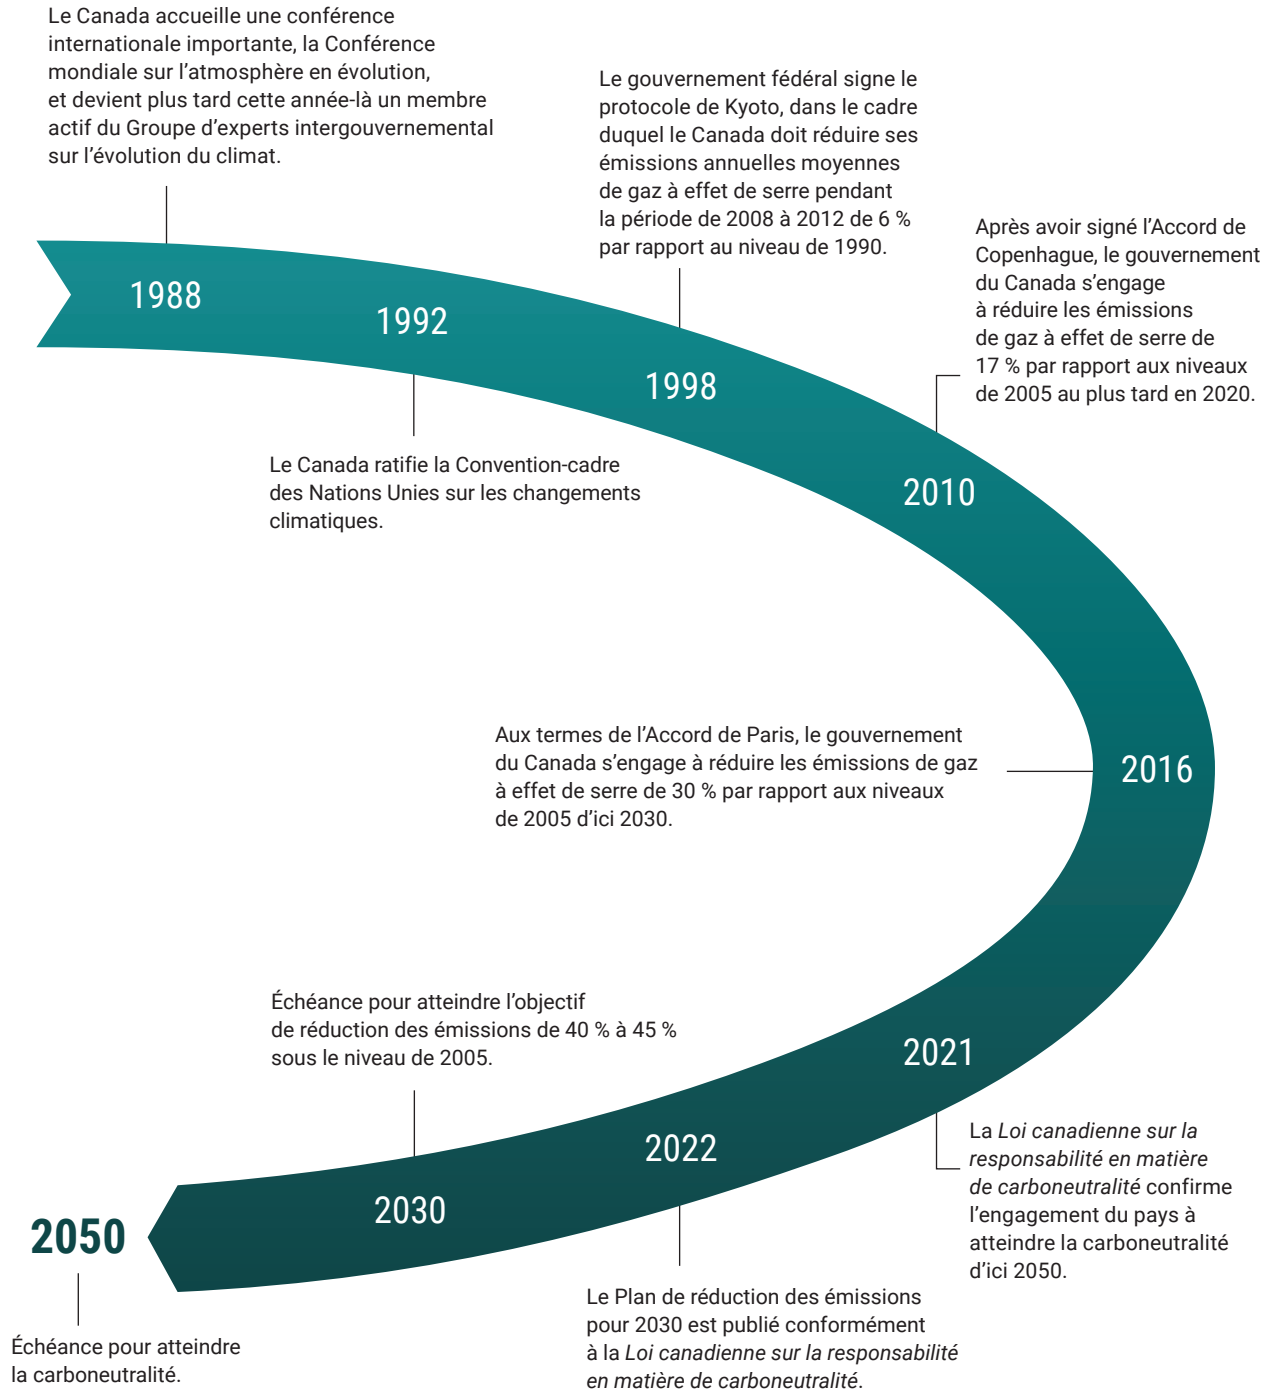 Le Canada accueille une conférence
internationale importante, la Conférence
mondiale sur l’atmosphère en évolution,
et devient plus tard cette année-là un membre
actif du Groupe d’experts intergouvernemental
sur l’évolution du climat.
1988
1992
Le Canada ratifie la Convention-cadre
des Nations Unies sur les changements
climatiques.
Le gouvernement fédéral signe le
protocole de Kyoto, dans le cadre
duquel le Canada doit réduire ses
émissions annuelles moyennes
de gaz à effet de serre pendant
la période de 2008 à 2012 de 6 %
par rapport au niveau de 1990.
1998
Après avoir signé l’Accord de
Copenhague, le gouvernement
du Canada s’engage
à réduire les émissions
de gaz à effet de serre de
17 % par rapport aux niveaux
de 2005 au plus tard en 2020.
2010
Aux termes de l’Accord de Paris, le gouvernement
du Canada s’engage à réduire les émissions de gaz
à effet de serre de 30 % par rapport aux niveaux
de 2005 d’ici 2030.
2016
2021
La Loi canadienne sur la
responsabilité en matière
de carboneutralité confirme
l’engagement du pays à
atteindre la carboneutralité
d’ici 2050.
2022
Le Plan de réduction des émissions
pour 2030 est publié conformément
à la Loi canadienne sur la responsabilité
en matière de carboneutralité.
Échéance pour atteindre l’objectif
de réduction des émissions de 40 % à 45 %
sous le niveau de 2005.
2030
2050
Échéance pour atteindre
la carboneutralité.